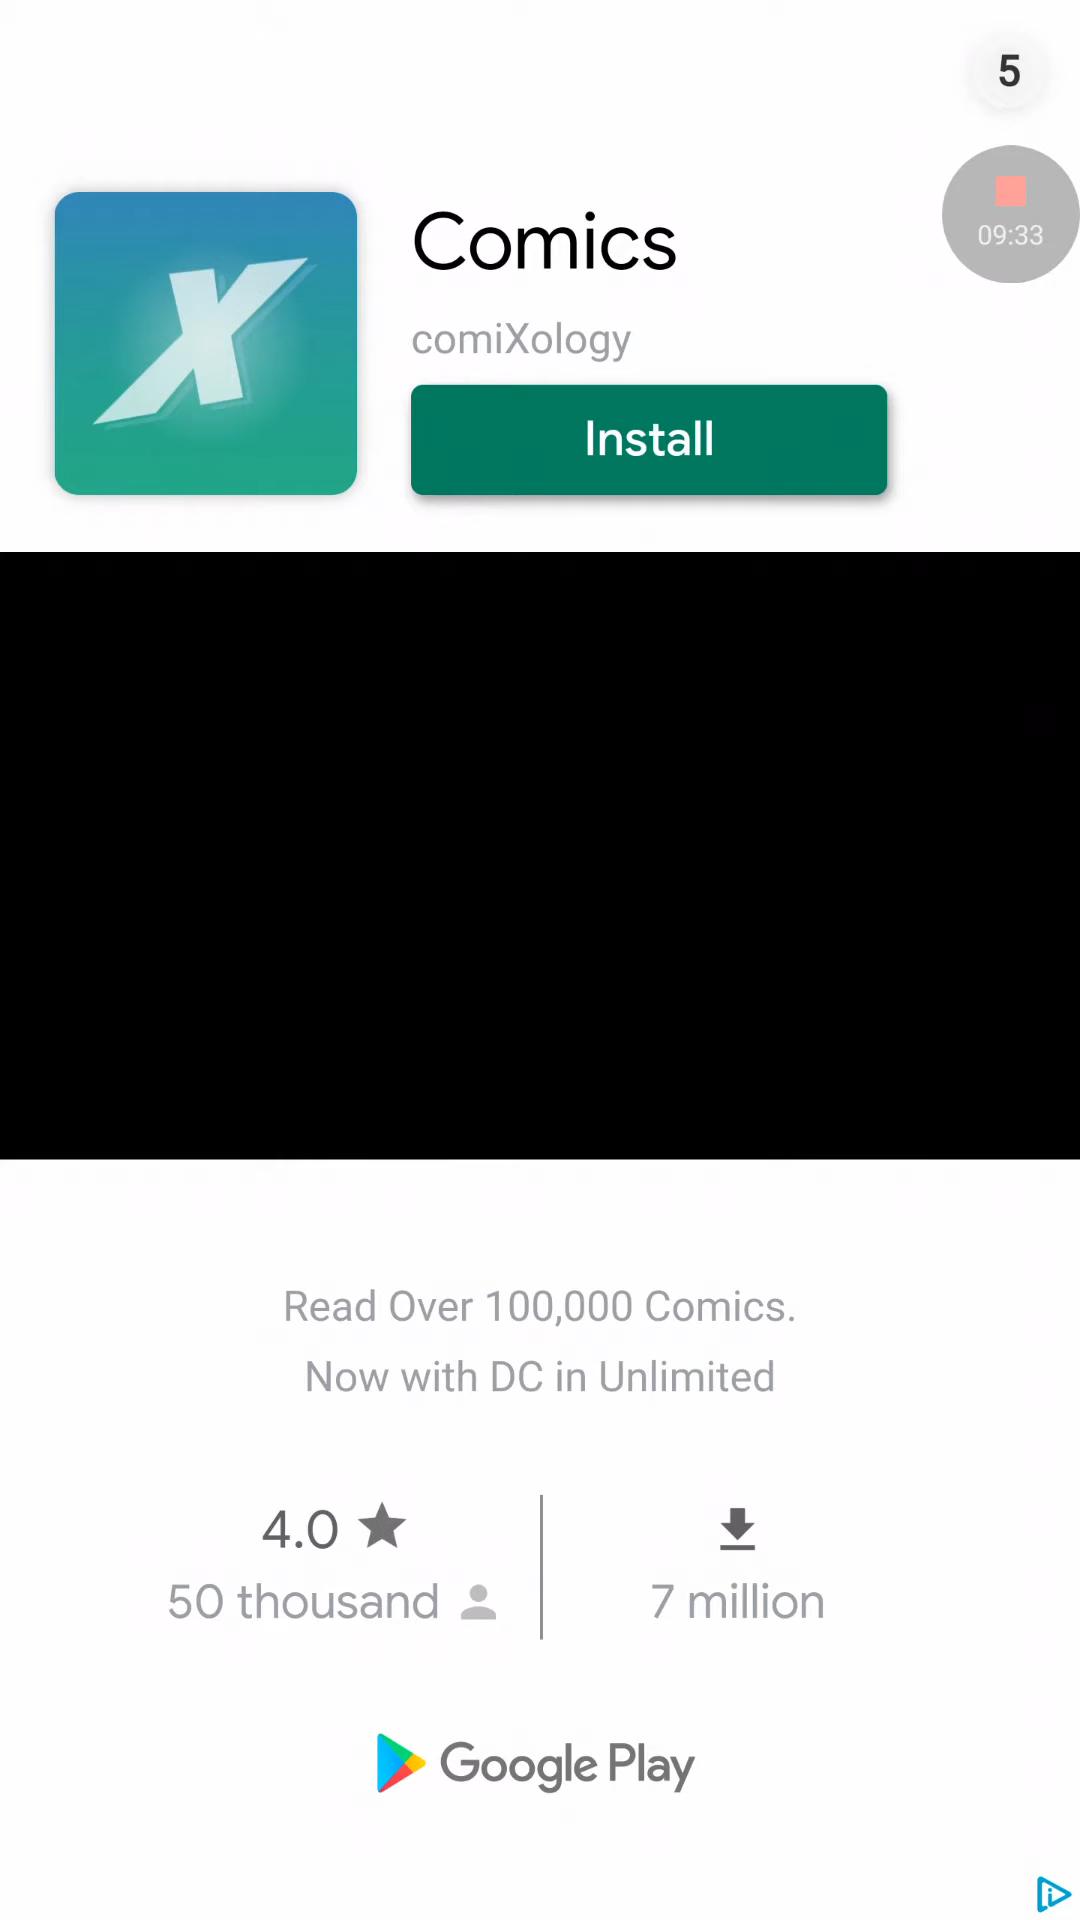 5
09:33
X
Comics
comiXology
Install
Read Over 100,000 Comics.
Now with DC in Unlimited
4.0
50 thousand
7 million
Google Play